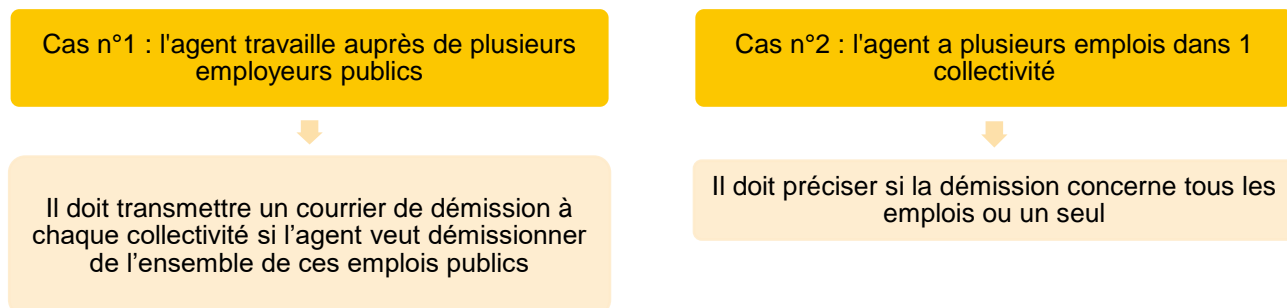 Cas n°1 : l'agent travaille auprès de plusieurs
employeurs publics
Il doit transmettre un courrier de démission à
chaque collectivité si l’agent veut démissionner
de l’ensemble de ces emplois publics
Cas n°2 : l'agent a plusieurs emplois dans 1
collectivité
Il doit préciser si la démission concerne tous les
emplois ou un seul